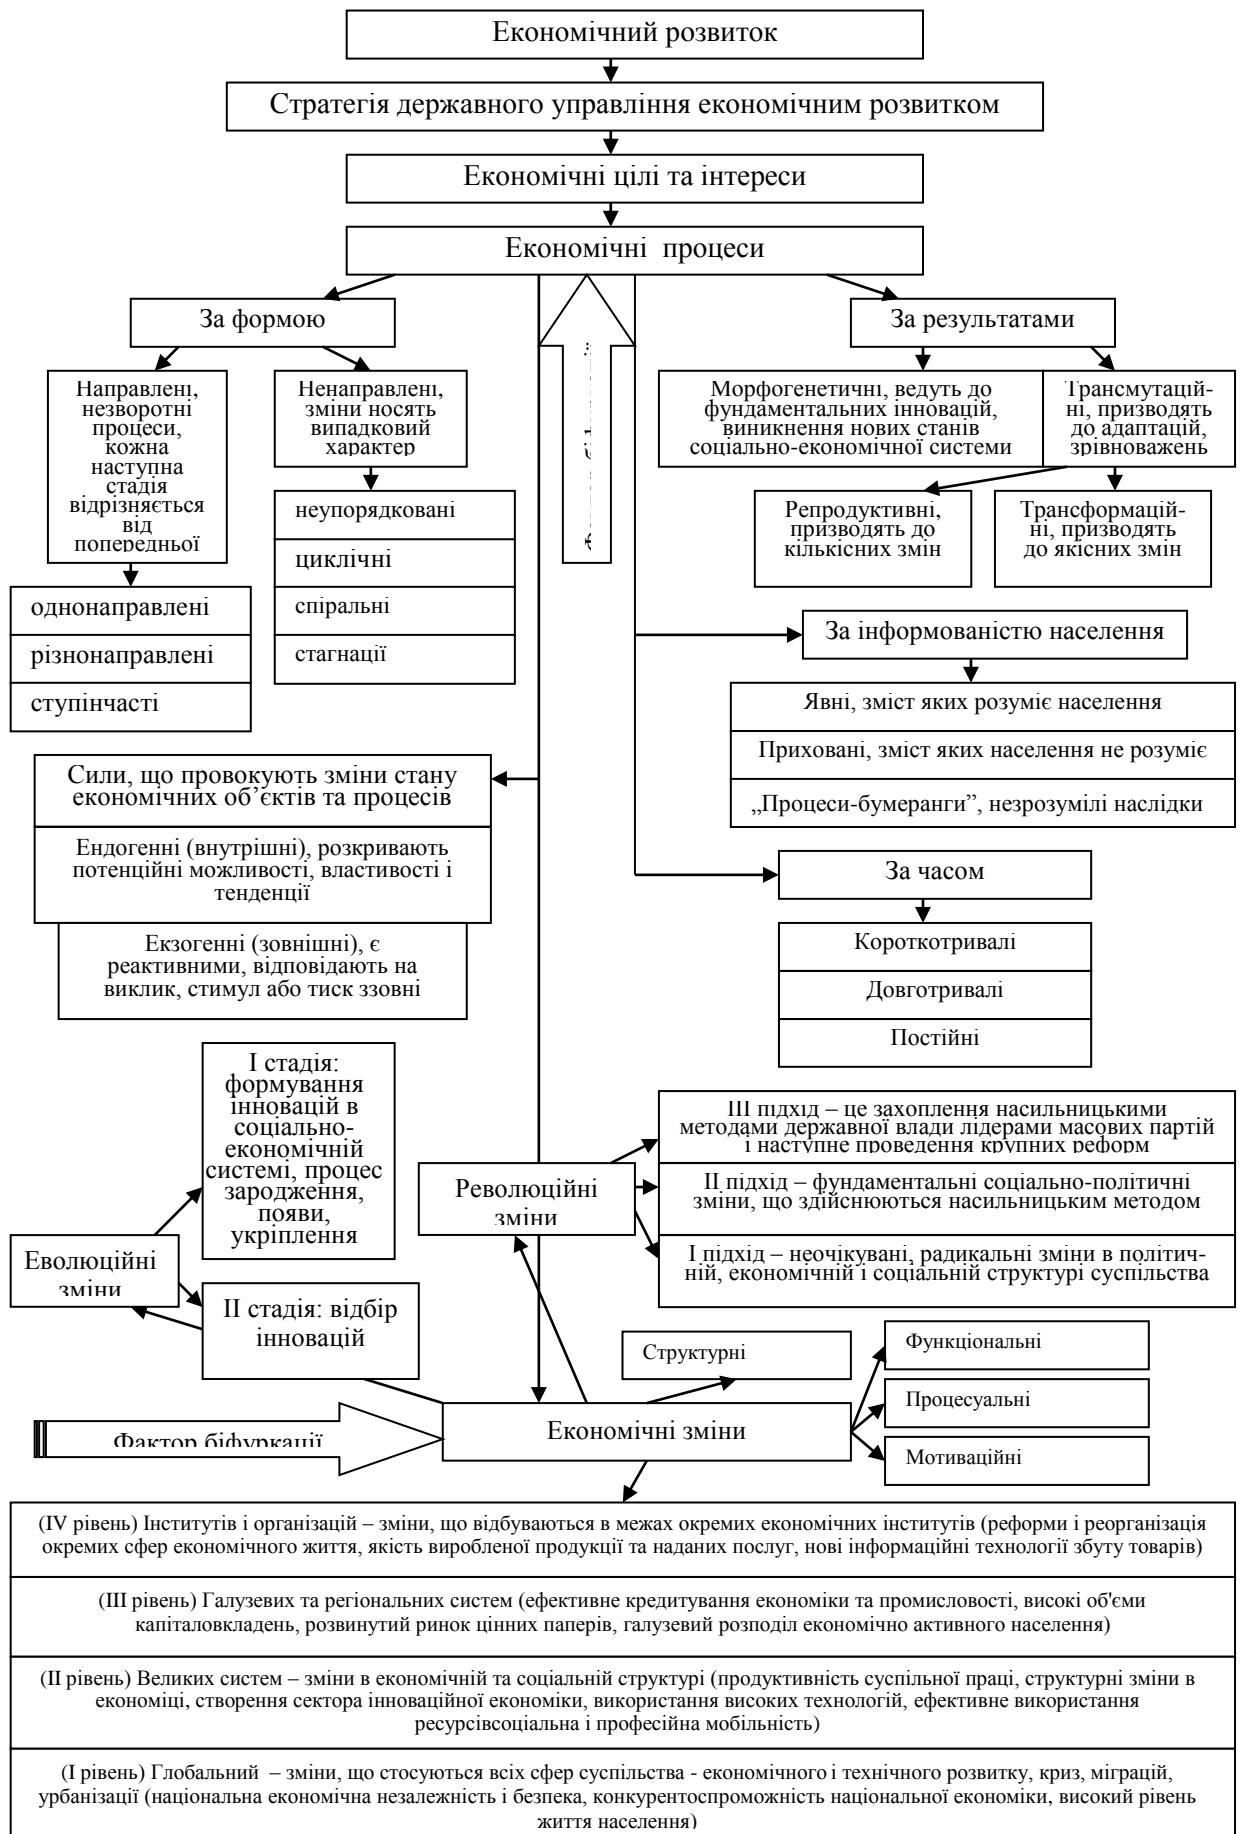 Економічний розвиток
Стратегія державного управління економічним розвитком
Економічні цілі та інтереси
Економічні процеси
За формою
Направлені,
незворотні
процеси,
кожна
наступна
стадія
відрізняється
від
попередньої
однонаправлені
різнонаправлені
ступінчасті
Ненаправлені,
зміни носять
випадковий
характер
неупорядковані
циклічні
спіральні
стагнації
За результатами
Морфогенетичні, ведуть до
фундаментальних інновацій,
виникнення нових станів
соціально-економічної системи
Трансмутацій-
ні, призводять
до адаптацій,
зрівноважень
Репродуктивні,
призводять до
кількісних змін
Трансформацій-
ні, призводять
до якісних змін
За інформованістю населення
Явні, зміст яких розуміє населення
Приховані, зміст яких населення не розуміє
„Процеси-бумеранги”, незрозумілі наслідки
Сили, що провокують зміни стану
економічних об’єктів та процесів
Ендогенні (внутрішні), розкривають
потенційні можливості, властивості і
тенденції
Екзогенні (зовнішні), є
реактивними, відповідають на
виклик, стимул або тиск ззовні
За часом
Короткотривалі
Довготривалі
Постійні
І стадія:
формування
інновацій в
соціально-
економічній
системі, процес
зародження,
появи,
укріплення
Еволюційні
зміни
ІІ стадія: відбір
інновацій
Революційні
зміни
ІІІ підхід – це захоплення насильницькими
методами державної влади лідерами масових партій
і наступне проведення крупних реформ
ІІ підхід – фундаментальні соціально-політичні
зміни, що здійснюються насильницьким методом
І підхід – неочікувані, радикальні зміни в політич-
ній, економічній і соціальній структурі суспільства
Структурні
Функціональні
Процесуальні
Мотиваційні
Фактор біфуркації
Економічні зміни
(ІV рівень) Інститутів і організацій – зміни, що відбуваються в межах окремих економічних інститутів (реформи і реорганізація
окремих сфер економічного життя, якість виробленої продукції та наданих послуг, нові інформаційні технології збуту товарів)
(ІІІ рівень) Галузевих та регіональних систем (ефективне кредитування економіки та промисловості, високі об'єми
капіталовкладень, розвинутий ринок цінних паперів, галузевий розподіл економічно активного населення)
(ІІ рівень) Великих систем – зміни в економічній та соціальній структурі (продуктивність суспільної праці, структурні зміни в
економіці, створення сектора інноваційної економіки, використання високих технологій, ефективне використання
ресурсівсоціальна і професійна мобільність)
(І рівень) Глобальний – зміни, що стосуються всіх сфер суспільства - економічного і технічного розвитку, криз, міграцій,
урбанізації (національна економічна незалежність і безпека, конкурентоспроможність національної економіки, високий рівень
життя населення)